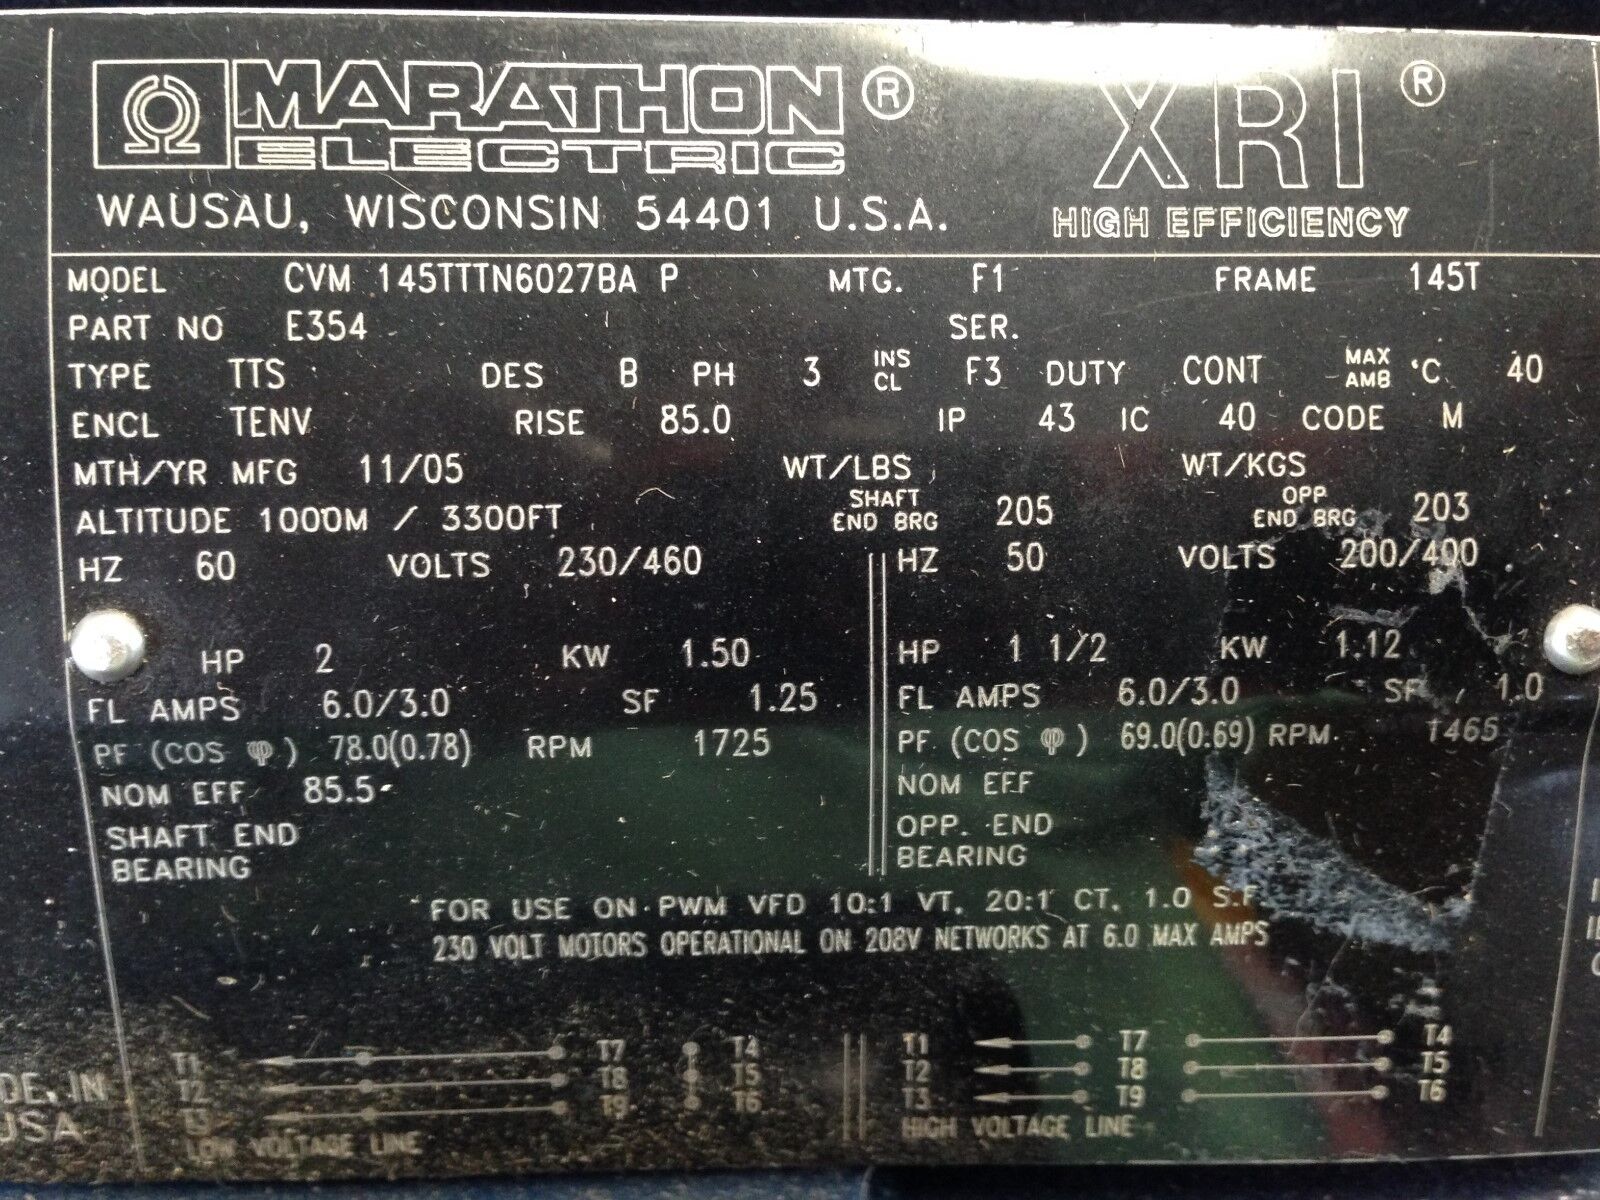 MARATHON®
ELECTRIC
WAUSAU, WISCONSIN 54401 U.S.A.
XRI®
HIGH EFFICIENCY
MODEL CVM 145TTTN6027BA P MTG. F1 FRAME 145T
PART NO E354 SER.
TYPE TTS DES B PH 3 INS CL F3 DUTY CONT MAX AMB °C 40
ENCL TENV RISE 85.0 IP 43 IC 40 CODE M
MTH/YR MFG 11/05 WT/LBS WT/KGS
ALTITUDE 1000M / 3300FT SHAFT END BRG 205 OPP END BRG 203
HZ 60 VOLTS 230/460 HZ 50 VOLTS 200/400
HP 2 KW 1.50 HP 1 1/2 KW 1.12
FL AMPS 6.0/3.0 SF 1.25 FL AMPS 6.0/3.0 SF 1.0
PF (COS φ) 78.0(0.78) RPM 1725 PF (COS φ) 69.0(0.69) RPM 1465
NOM EFF 85.5 NOM EFF
SHAFT END BEARING OPP. END BEARING
FOR USE ON PWM VFD 10:1 VT, 20:1 CT, 1.0 S.F.
230 VOLT MOTORS OPERATIONAL ON 208V NETWORKS AT 6.0 MAX AMPS
T1 T7 T4 T1 T7 T4
T2 T8 T5 T2 T8 T5
T3 T9 T6 T3 T9 T6
LOW VOLTAGE LINE HIGH VOLTAGE LINE
DE IN
USA